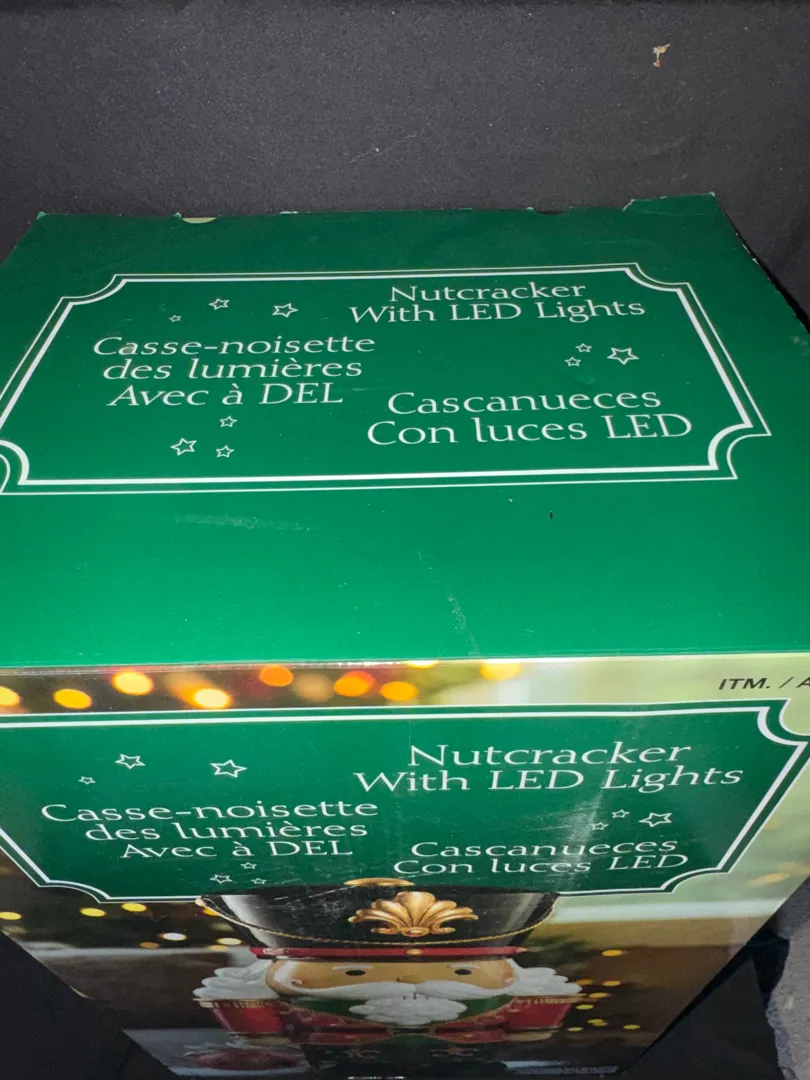 Nutcracker
With LED Lights
Casse-noisette
des lumières
Avec à DEL
Cascanueces
Con luces LED
ITM. / A
Nutcracker
With LED Lights
Casse-noisette
des lumières
Avec à DEL
Cascanueces
Con luces LED